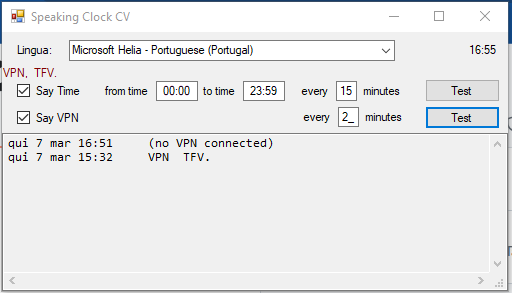 Speaking Clock CV
Lingua: Microsoft Helia - Portuguese (Portugal) 16:55
VPN, TFV.
Say Time from time 00:00 to time 23:59 every 15 minutes Test
Say VPN every 2_ minutes Test
qui 7 mar 16:51 (no VPN connected)
qui 7 mar 15:32 VPN TFV.